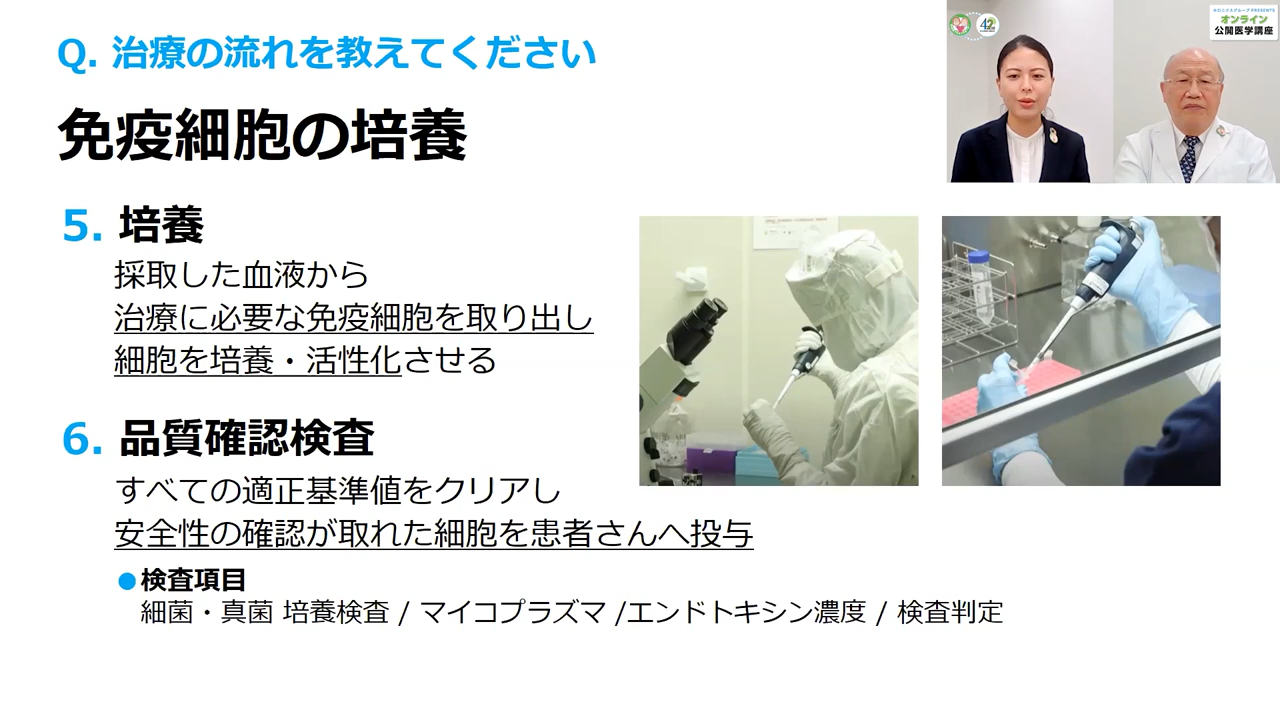 Q. 治療の流れを教えてください
免疫細胞の培養
5. 培養
採取した血液から
治療に必要な免疫細胞を取り出し
細胞を培養・活性化させる
6. 品質確認検査
すべての適正基準値をクリアし
安全性の確認が取れた細胞を患者さんへ投与
●検査項目
細菌・真菌 培養検査 / マイコプラズマ /エンドトキシン濃度 / 検査判定
42
PRESENTS
オンライン
公開医学講座